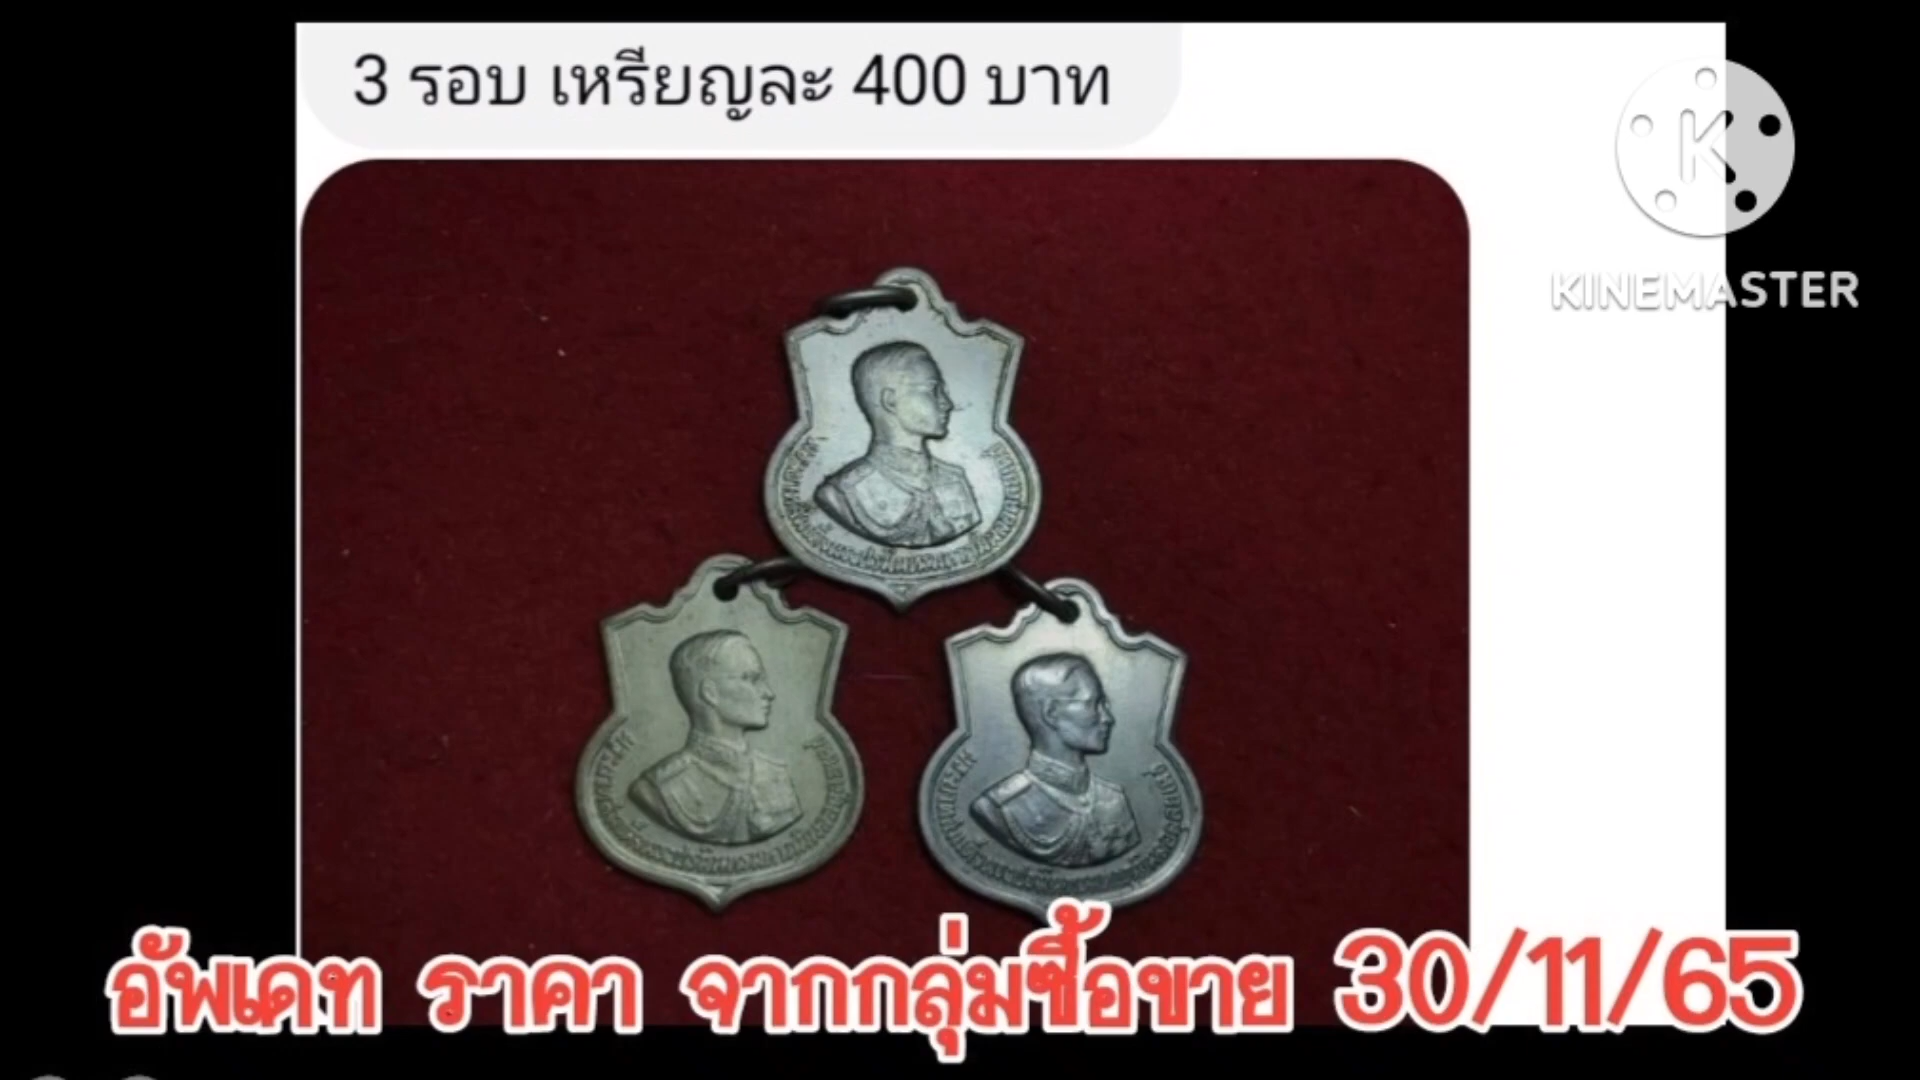 3 รอบ เหรียญละ 400 บาท
KINEMASTER
อัพเดท ราคา จากกลุ่มซื้อขาย 30/11/65